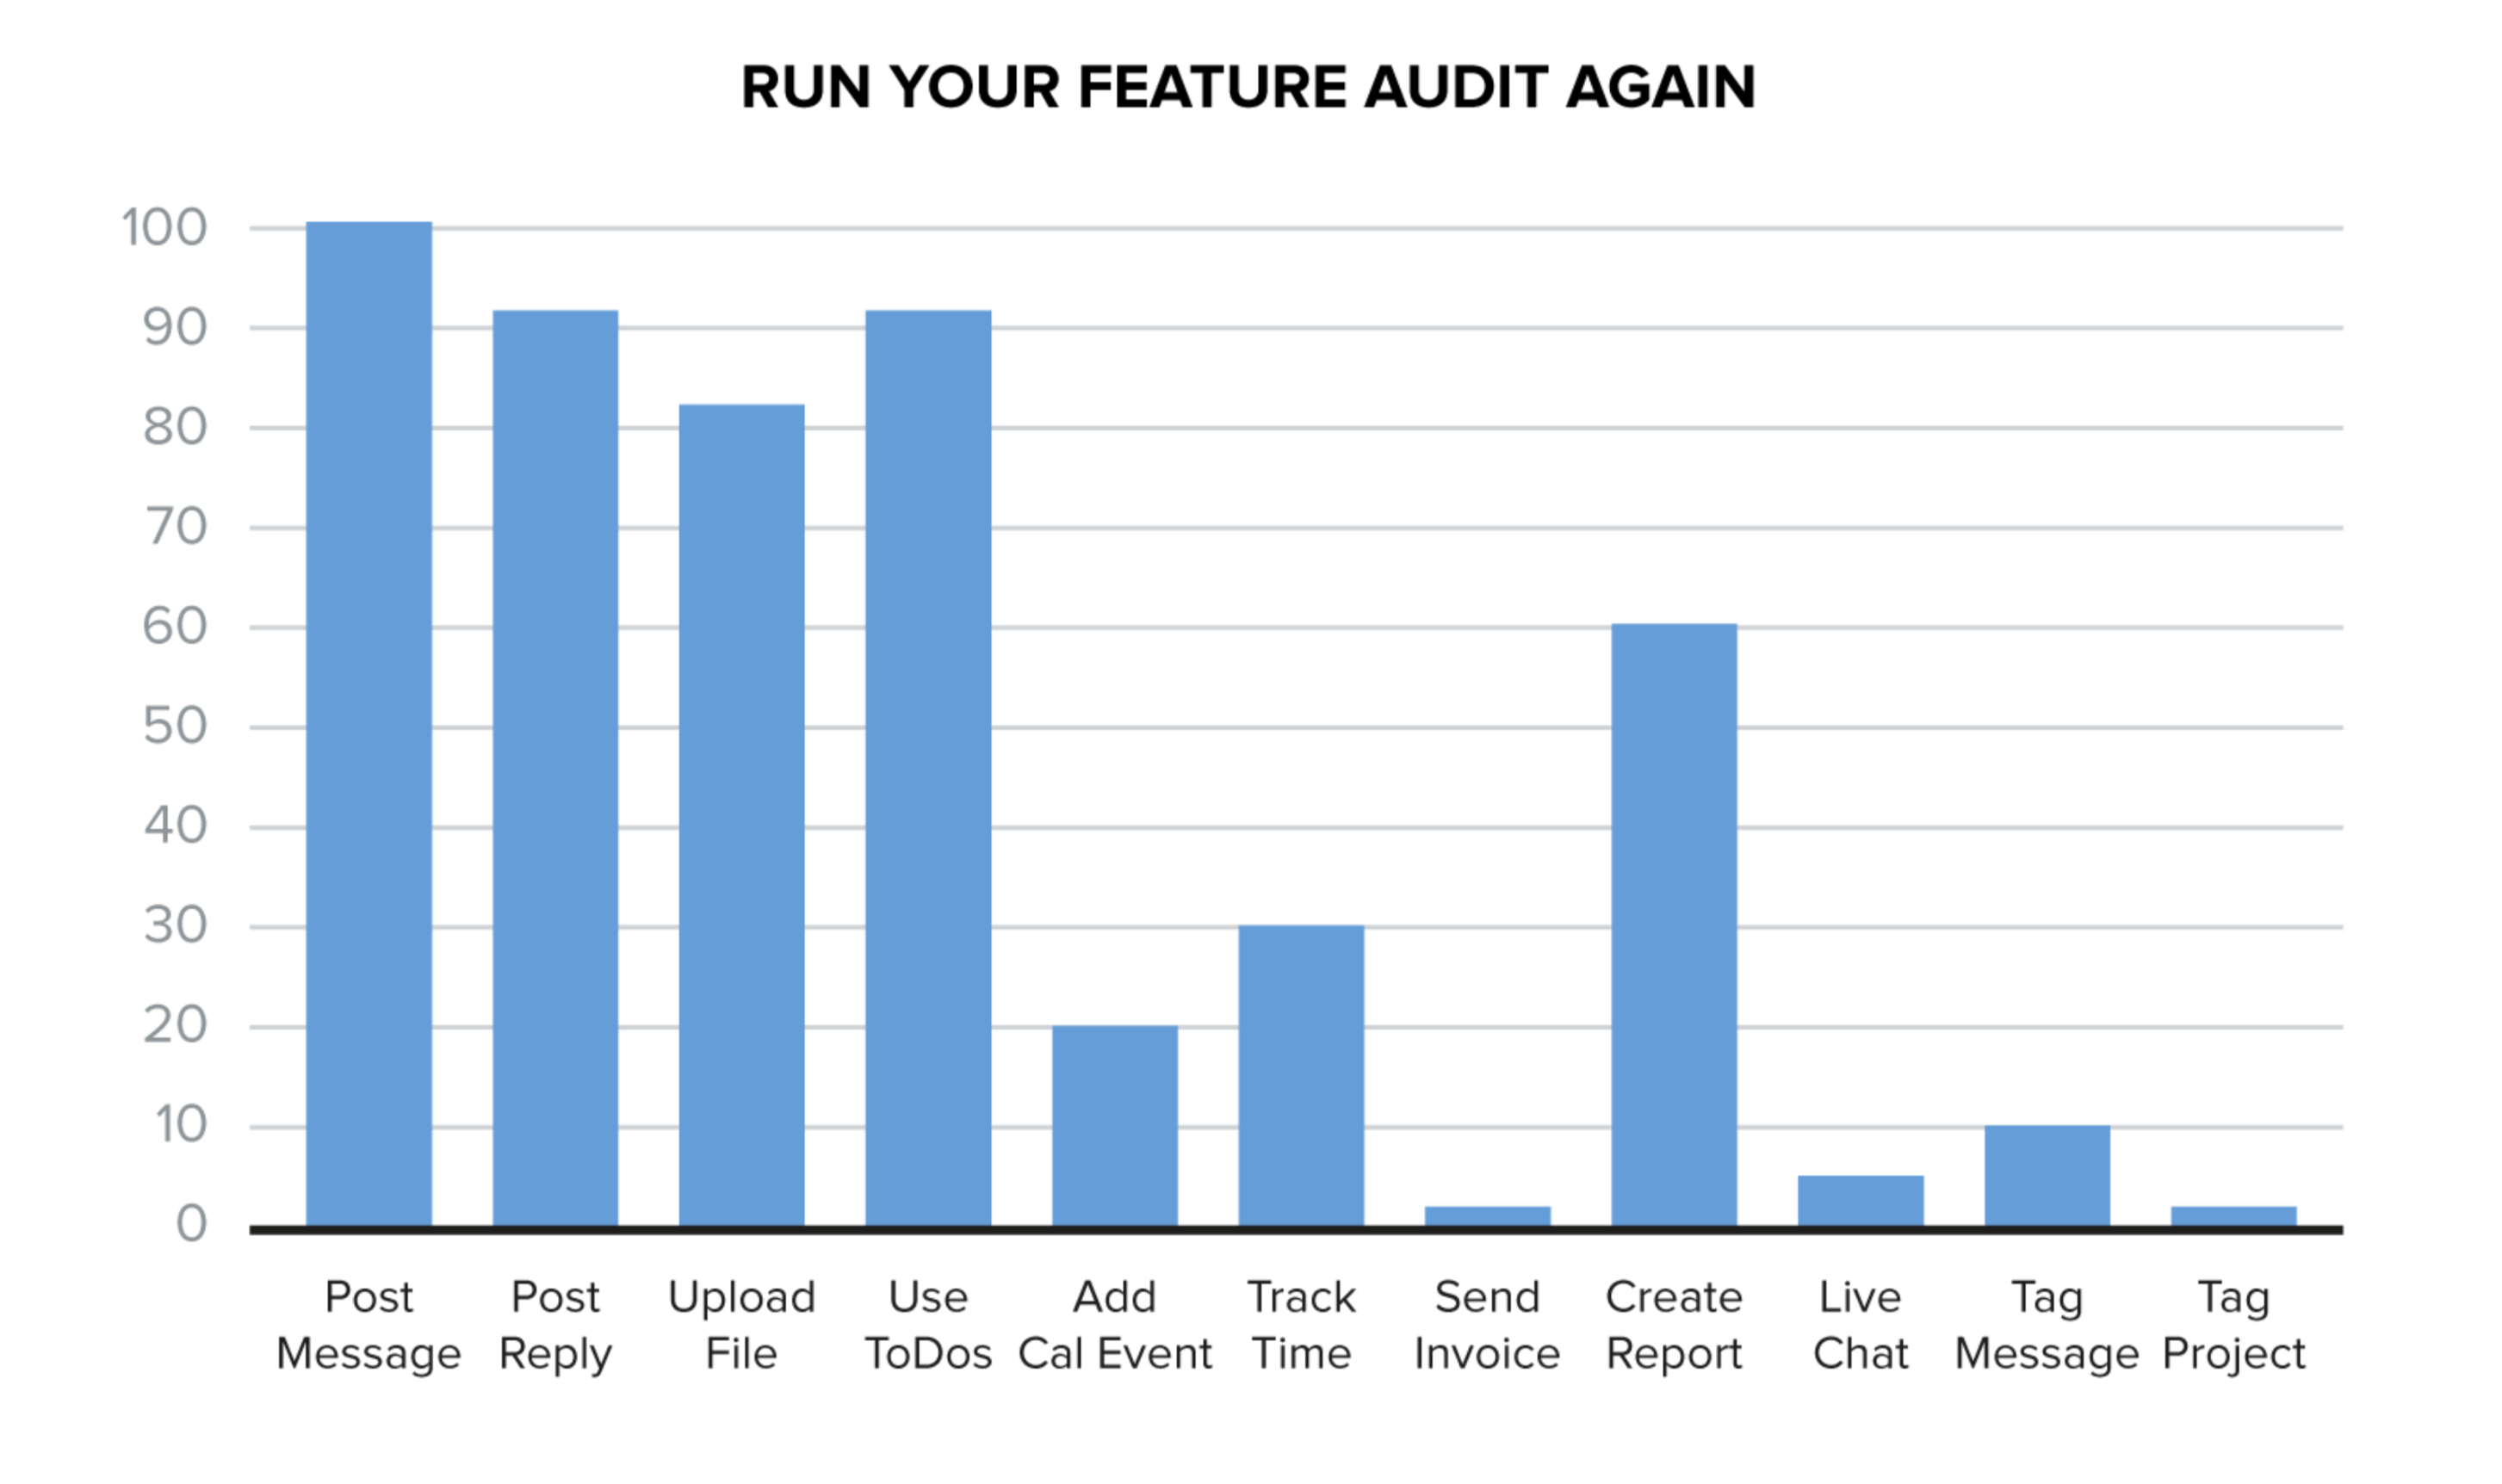 RUN YOUR FEATURE AUDIT AGAIN
100
90
80
70
60
50
40
30
20
10
0
Post Message
Post Reply
Upload File
Use ToDos
Add Cal Event
Track Time
Send Invoice
Create Report
Live Chat
Tag Message
Tag Project